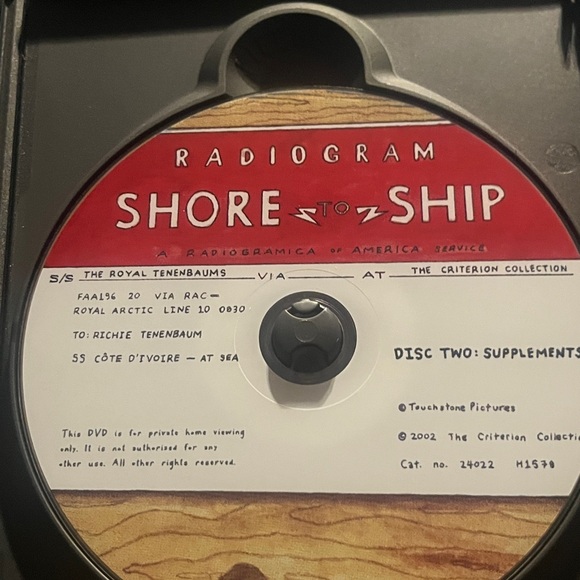 RADIOGRAM
SHORE TO SHIP
A RADIOGRAMICA OF AMERICA SERVICE
S/S THE ROYAL TENENBAUMS VIA AT THE CRITERION COLLECTION
FAA196 20 VIA RAC=
ROYAL ARCTIC LINE 10 0830
TO: RICHIE TENENBAUM
SS CÔTE D'IVOIRE — AT SEA
DISC TWO: SUPPLEMENTS
© Touchstone Pictures
© 2002 The Criterion Collecti
Cat. no. 24022 H1578
This DVD is for private home viewing
only. It is not authorized for any
other use. All other rights reserved.